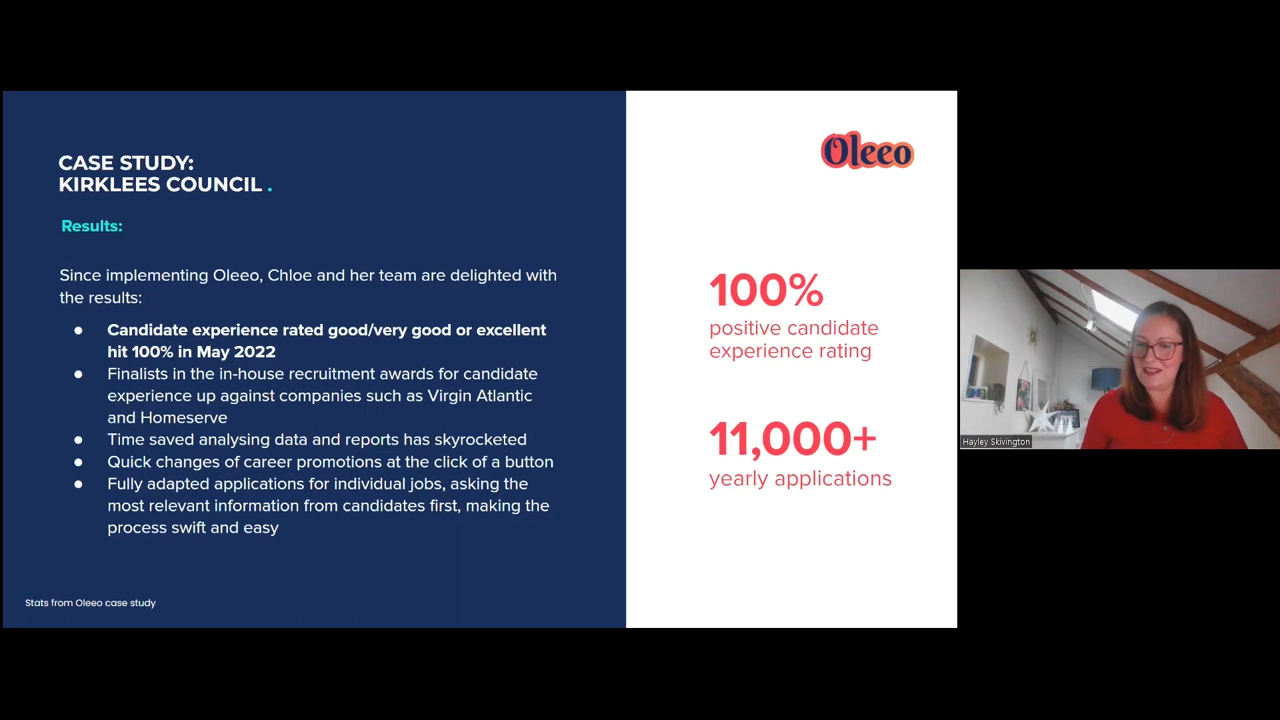 CASE STUDY:
KIRKLEES COUNCIL .
Results:
Since implementing Oleeo, Chloe and her team are delighted with
the results:
● Candidate experience rated good/very good or excellent
hit 100% in May 2022
● Finalists in the in-house recruitment awards for candidate
experience up against companies such as Virgin Atlantic
and Homeserve
● Time saved analysing data and reports has skyrocketed
● Quick changes of career promotions at the click of a button
● Fully adapted applications for individual jobs, asking the
most relevant information from candidates first, making the
process swift and easy
Stats from Oleeo case study
Oleeo
100%
positive candidate
experience rating
11,000+
yearly applications
Hayley Skivington